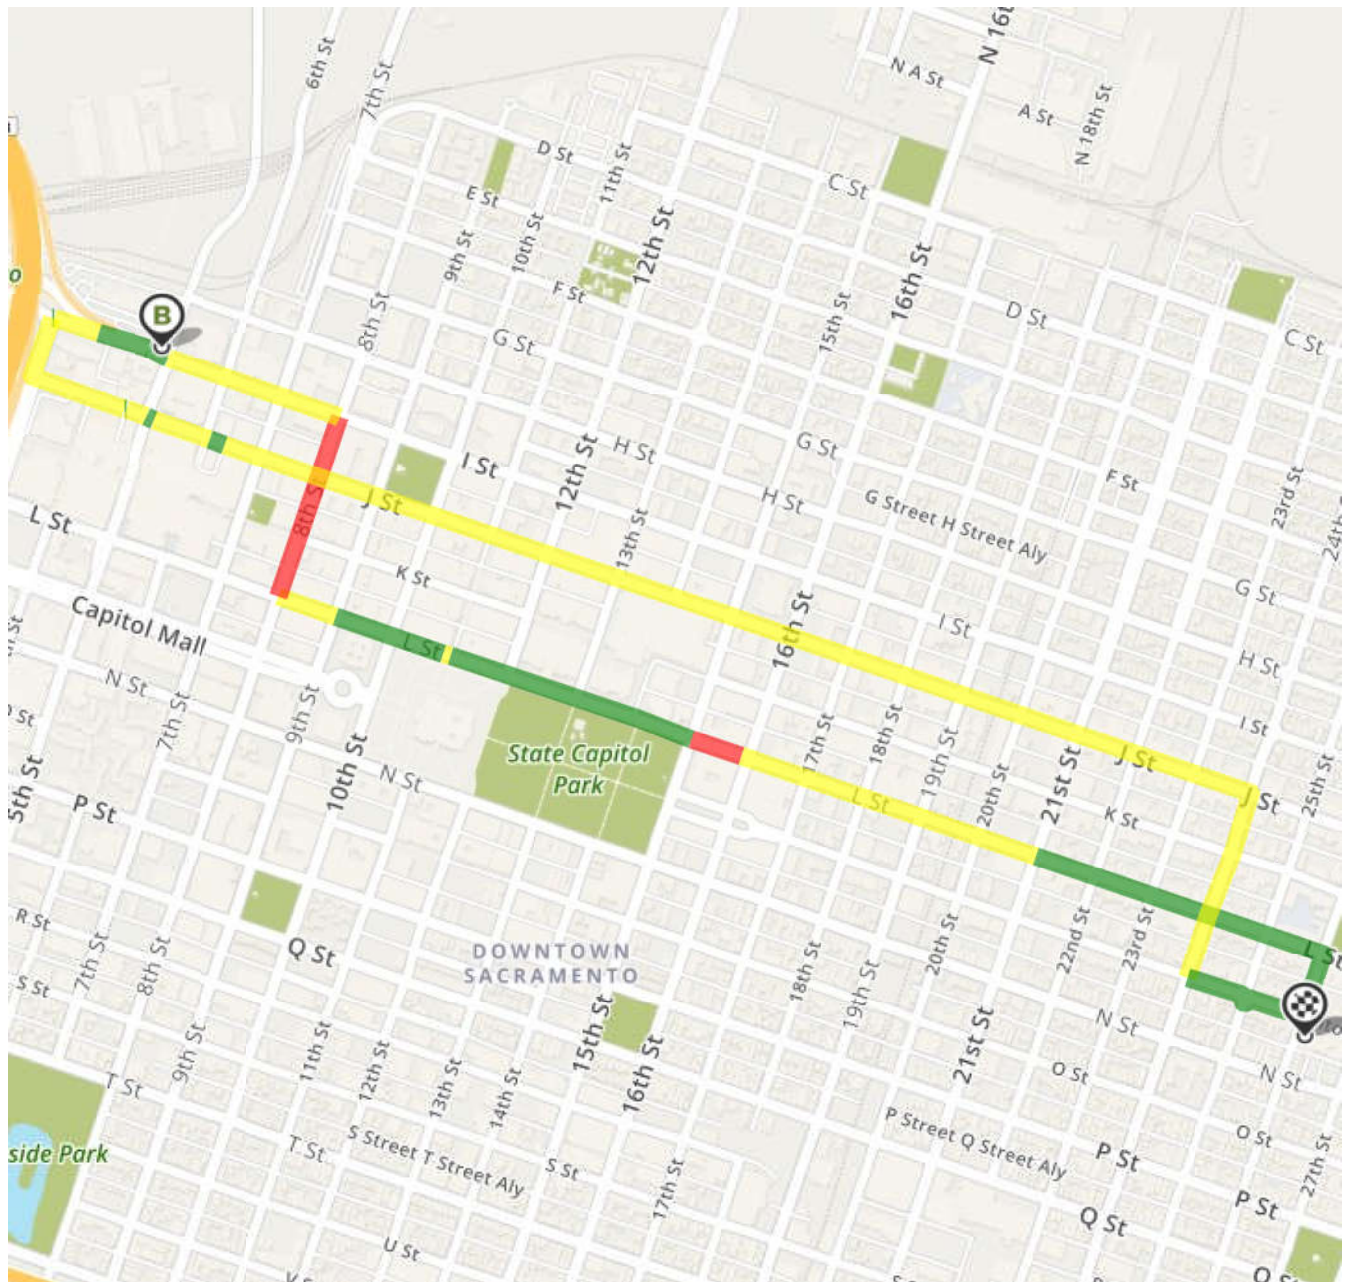 N 16t
6th St
7th St
N A St
A St
N 18th St
D St
11th St
C St
E St
10th St
12th St
9th St
16th St
F St
15th St
D St
C St
8th St
G St
B
I St
H St
G St
12th St
J St
8th S
H St
G Street H Street Aly
F St
23rd St
24th
L St
13th St
K St
G St
Capitol Mall
L St
16th St
I St
H St
N St
7th St
9th St
I St
State Capitol
Park
17th St
18th St
19th St
J St
J St
25th St
10th St
N St
L St
20th St
21st St
K St
5th St
P St
R St
Q St
DOWNTOWN
SACRAMENTO
20th St
22nd St
23rd St
L St
7th St
8th St
18th St
19th St
S St
N St
15th St
16th St
21st St
9th St
11th St
12th St
13th St
14th St
O St
N St
T St
P Street Q Street Aly
O St
side Park
T St
S Street T Street Aly
S St
P St
27th St
17th St
Q St
P St
U St